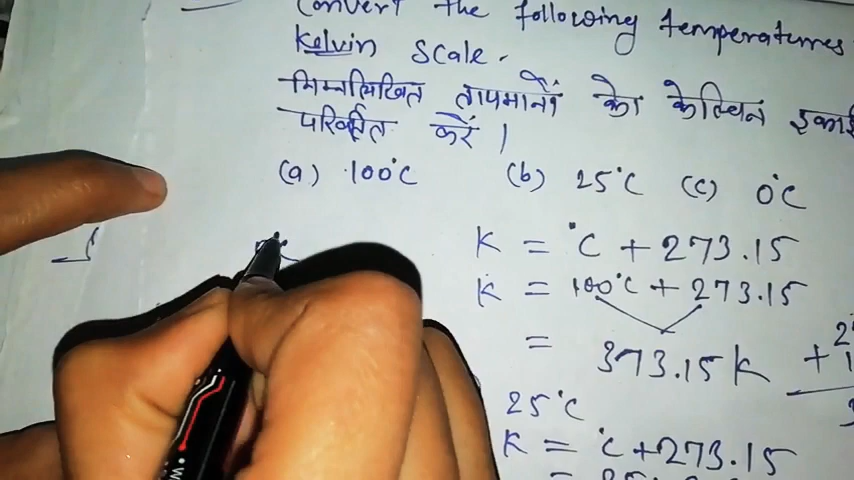 Convert the following temperatures
Kelvin Scale.
निम्नलिखित तापमानों को केल्विन इकाई
परिवर्तित करें ।
(a) 100°C (b) 25°C (c) 0°C
K = °C + 273.15
K = 100°C + 273.15
= 373.15 K
25°C
K = °C + 273.15